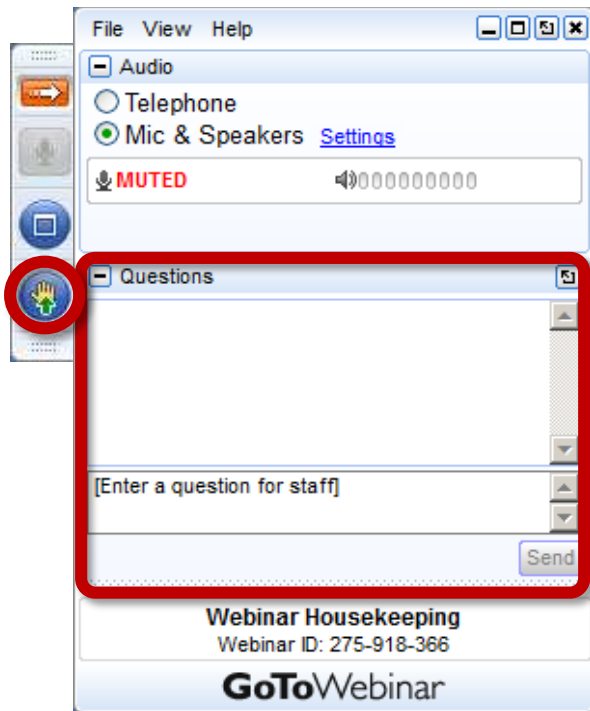 File View Help
Audio
Telephone
Mic & Speakers Settings
MUTED 000000000
Questions
[Enter a question for staff]
Send
Webinar Housekeeping
Webinar ID: 275-918-366
GoToWebinar